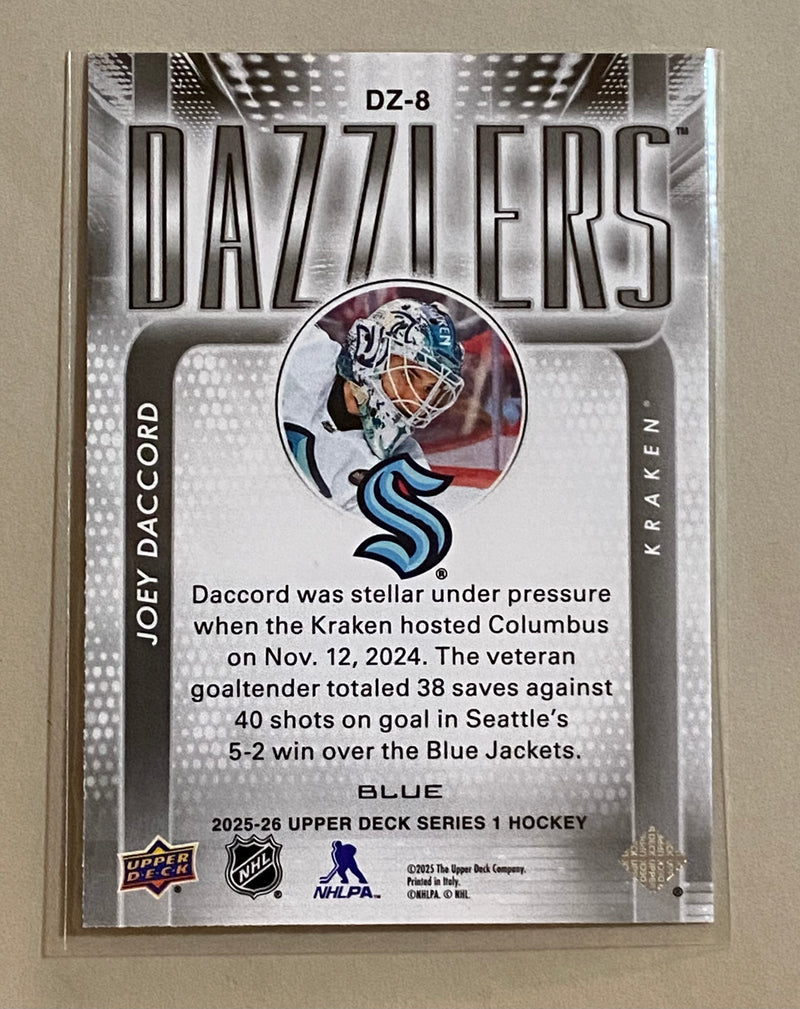 DZ-8
DAZZLERS™
JOEY DACCORD
KRAKEN®
®
Daccord was stellar under pressure
when the Kraken hosted Columbus
on Nov. 12, 2024. The veteran
goaltender totaled 38 saves against
40 shots on goal in Seattle's
5-2 win over the Blue Jackets.
BLUE
2025-26 UPPER DECK SERIES 1 HOCKEY
UPPER
D·E·C·K
®
NHL
®
NHLPA™
©2025 The Upper Deck Company.
Printed in Italy.
©NHLPA. © NHL.
®